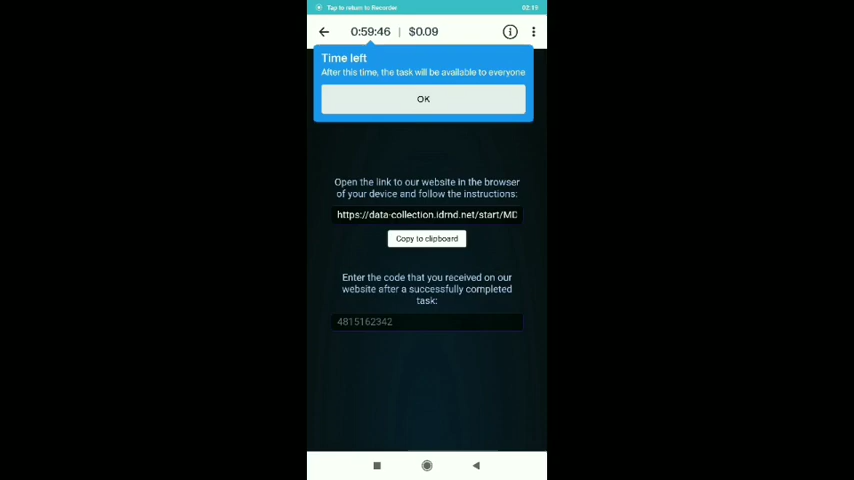 Tap to return to Recorder
02:19
0:59:46 | $0.09
Time left
After this time, the task will be available to everyone
OK
Open the link to our website in the browser
of your device and follow the instructions:
https://data-collection.idrnd.net/start/MD
Copy to clipboard
Enter the code that you received on our
website after a successfully completed
task:
4815162342